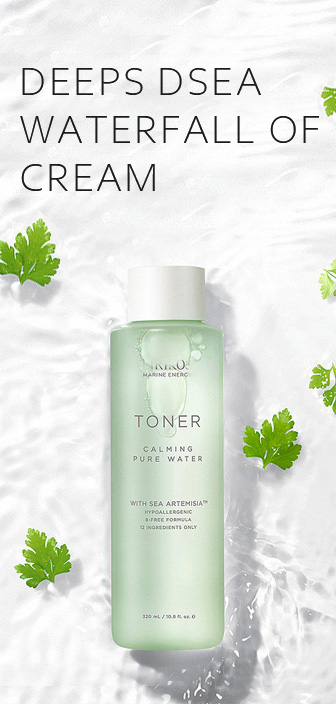 DEEPS DSEA
WATERFALL OF
CREAM
MARINE ENERG
TONER
CALMING
PURE WATER
WITH SEA ARTEMISIA™
HYPOALLERGENIC
8-FREE FORMULA
12 INGREDIENTS ONLY
320 mL / 10.8 fl. oz. ℮